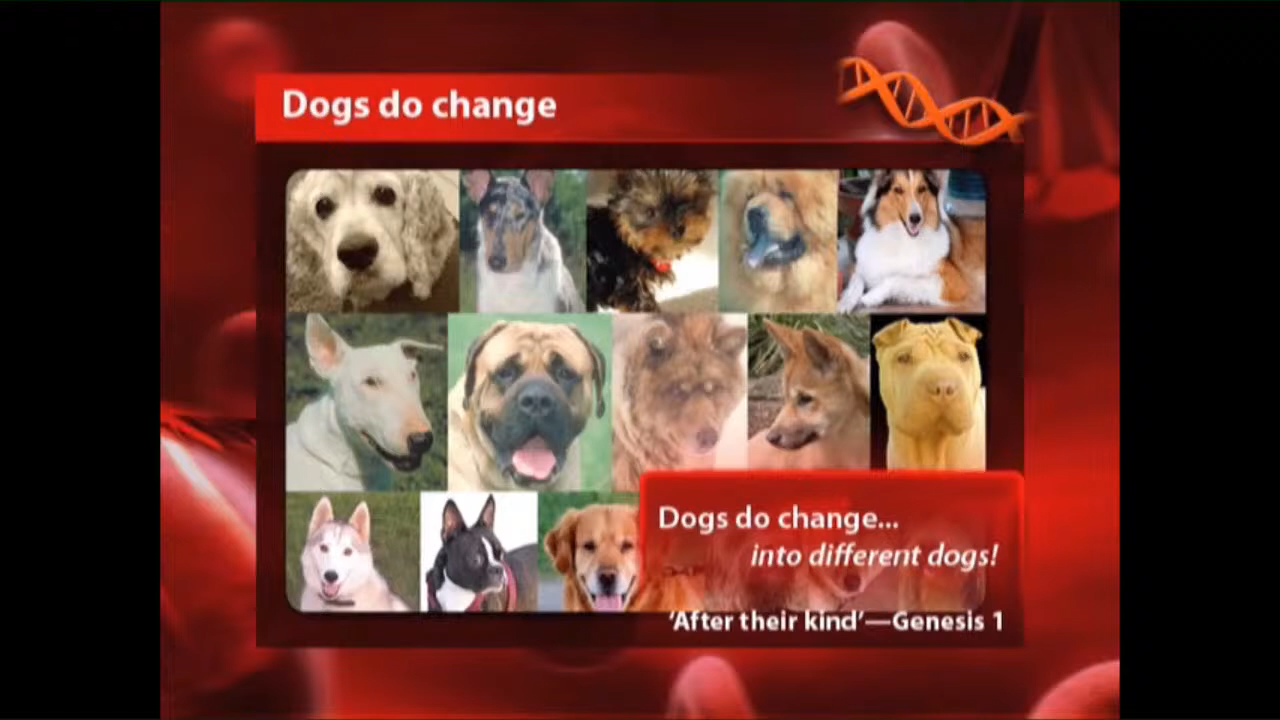 Dogs do change
Dogs do change...
into different dogs!
‘After their kind’—Genesis 1